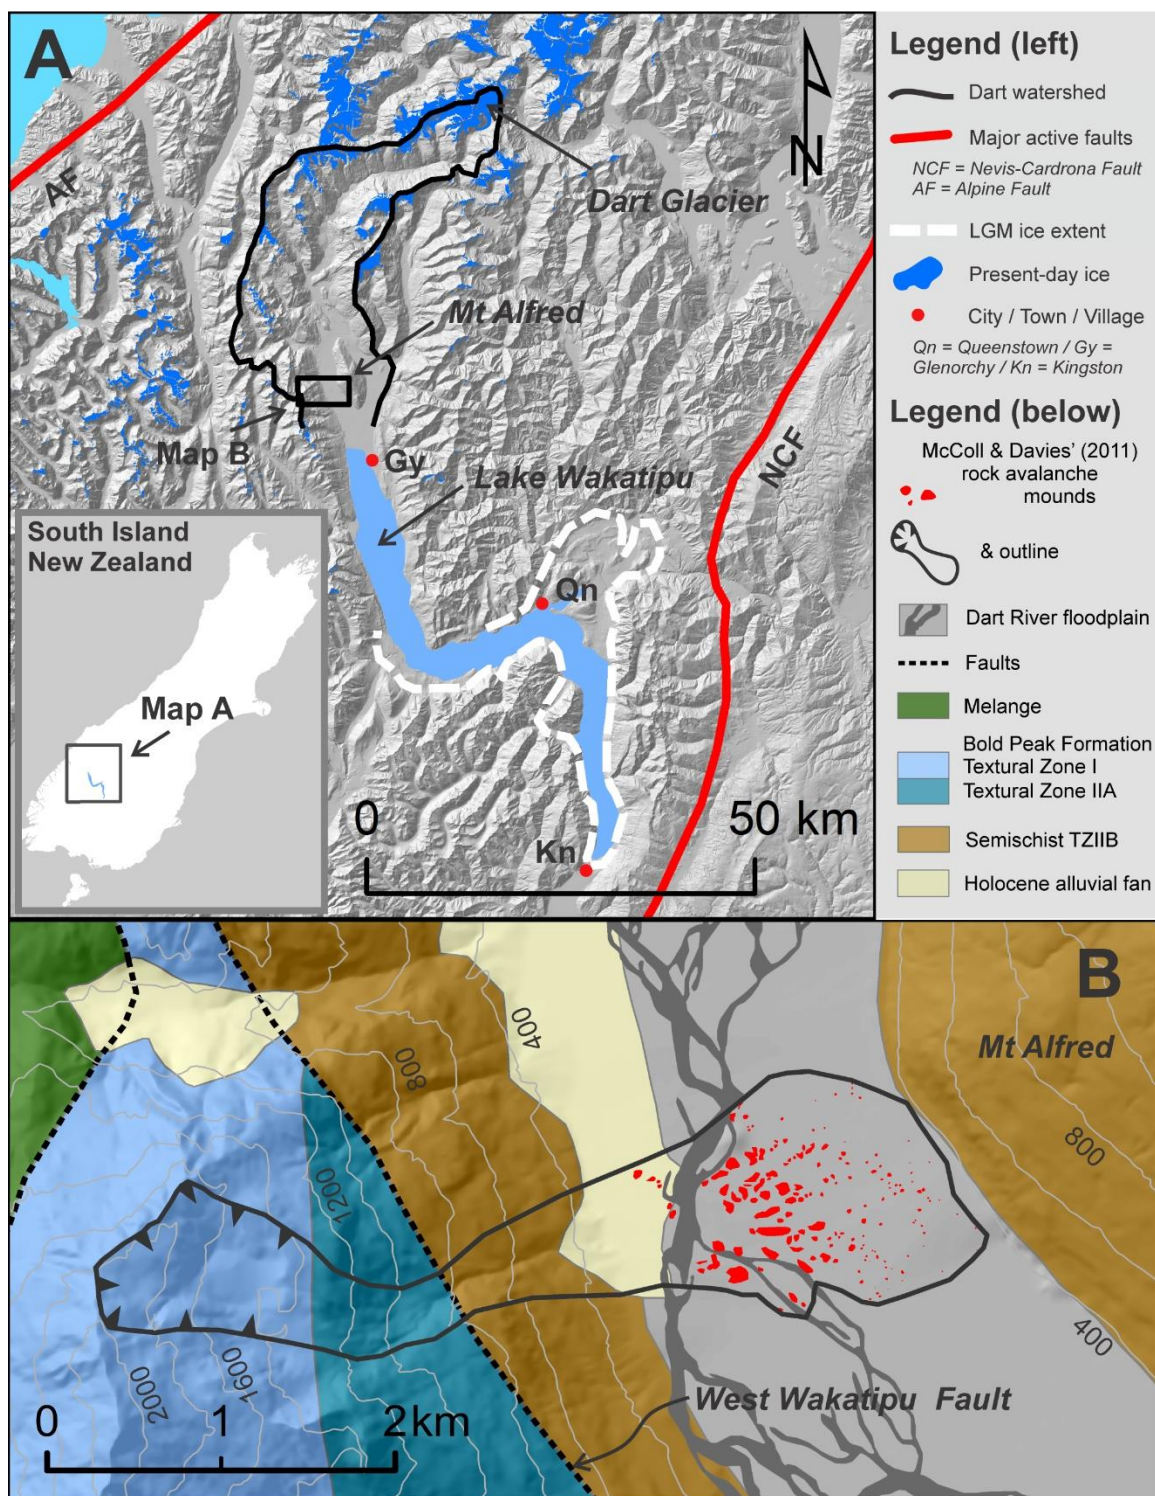 A
N
AF
Dart Glacier
Mt Alfred
Map B
Gy
Lake Wakatipu
NCF
Qn
South Island
New Zealand
Map A
0
50 km
Kn
Legend (left)
Dart watershed
Major active faults
NCF = Nevis-Cardrona Fault
AF = Alpine Fault
LGM ice extent
Present-day ice
City / Town / Village
Qn = Queenstown / Gy =
Glenorchy / Kn = Kingston
Legend (below)
McColl & Davies' (2011)
rock avalanche
mounds
& outline
Dart River floodplain
Faults
Melange
Bold Peak Formation
Textural Zone I
Textural Zone IIA
Semischist TZIIB
Holocene alluvial fan
B
Mt Alfred
400
800
800
1200
400
2000
1600
West Wakatipu Fault
0
1
2 km